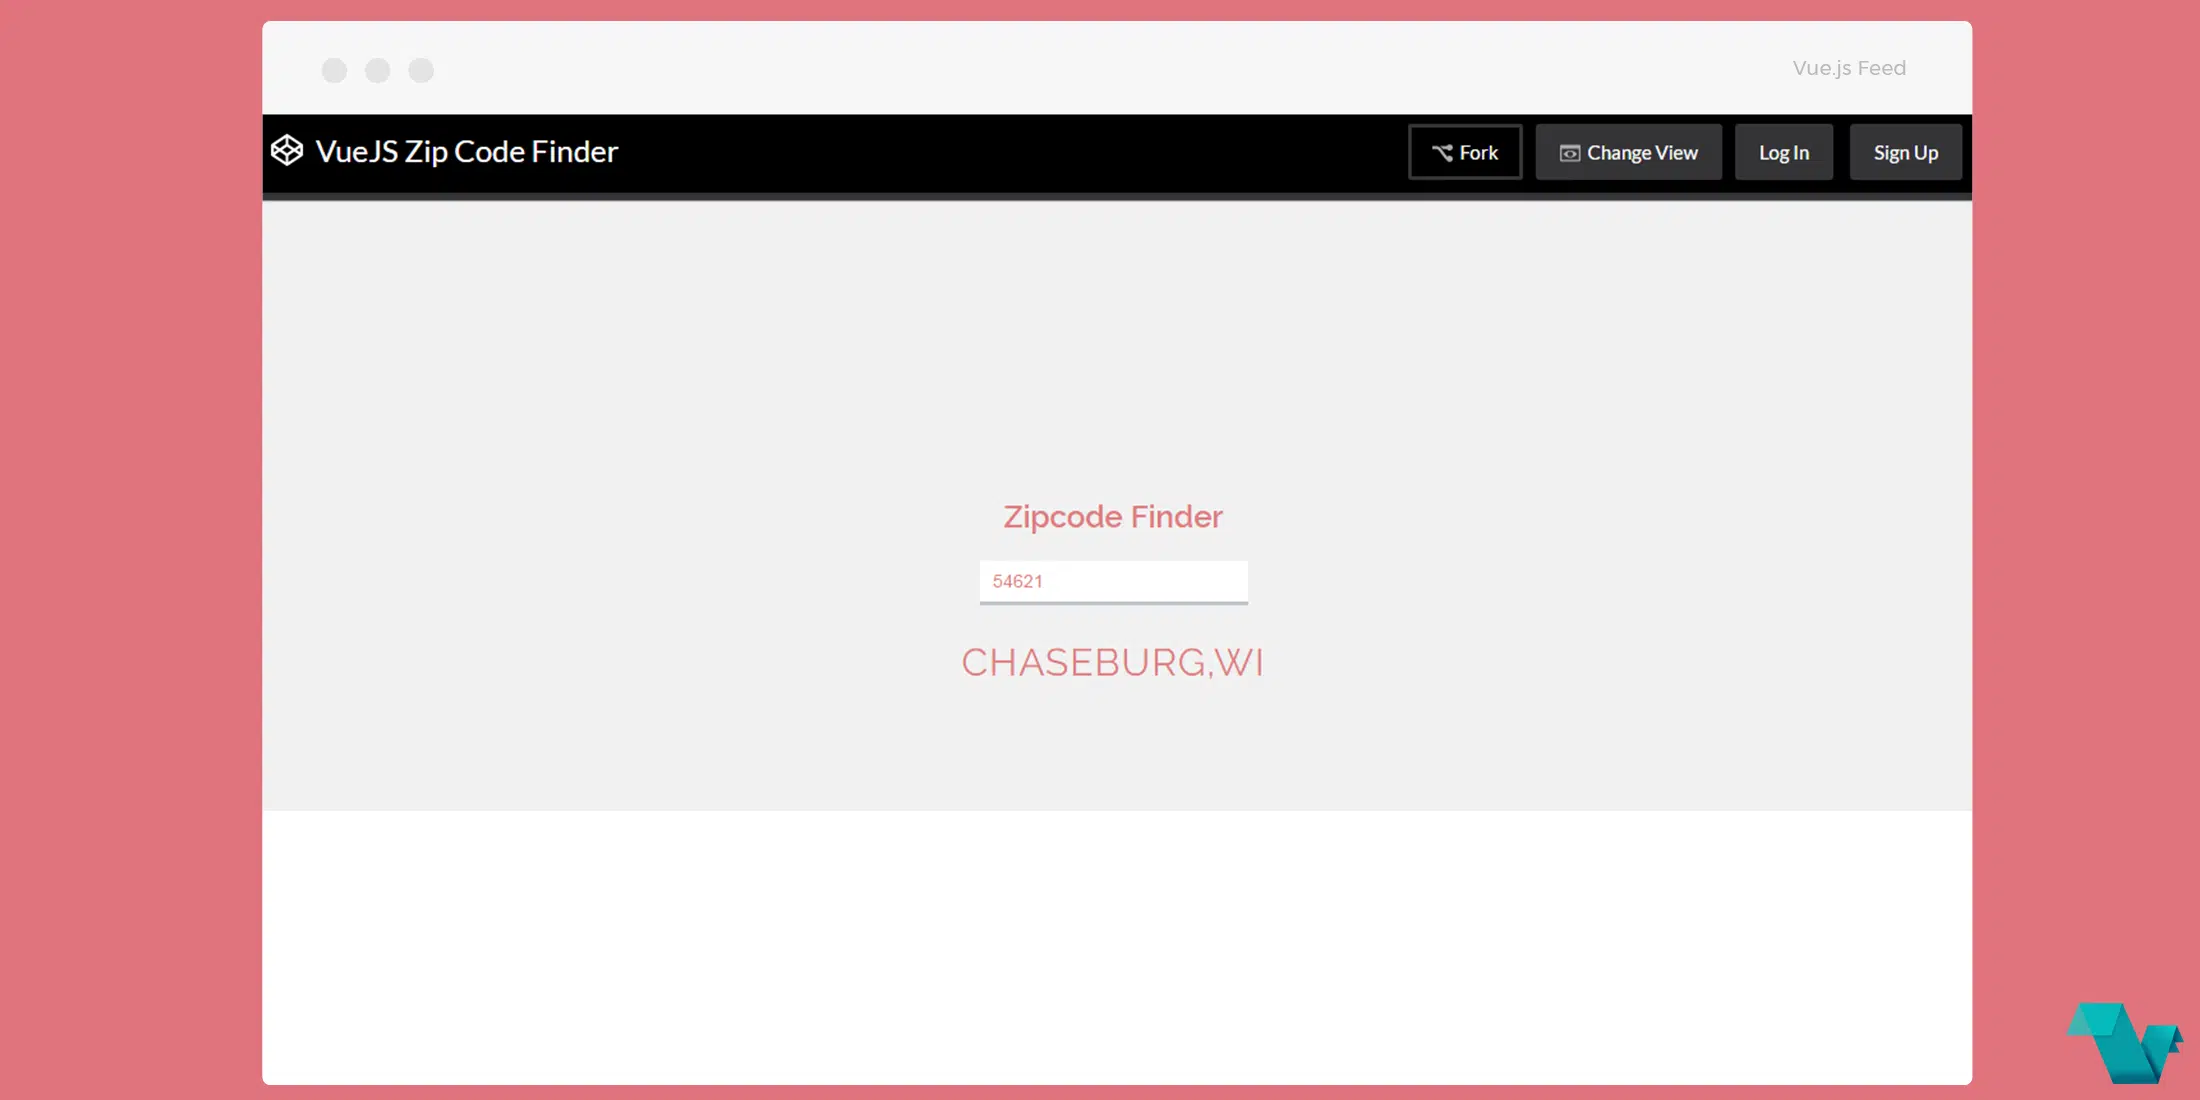 Vue.js Feed
VueJS Zip Code Finder
Fork
Change View
Log In
Sign Up
Zipcode Finder
54621
CHASEBURG,WI